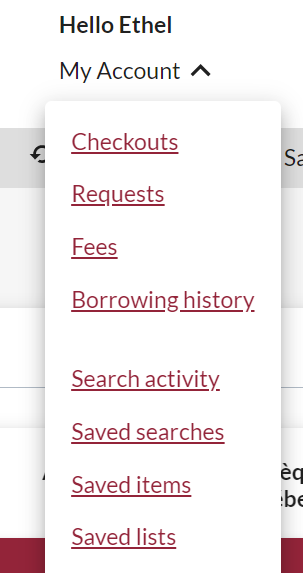 Hello Ethel
My Account
Checkouts
Requests
Fees
Borrowing history
Search activity
Saved searches
Saved items
Saved lists